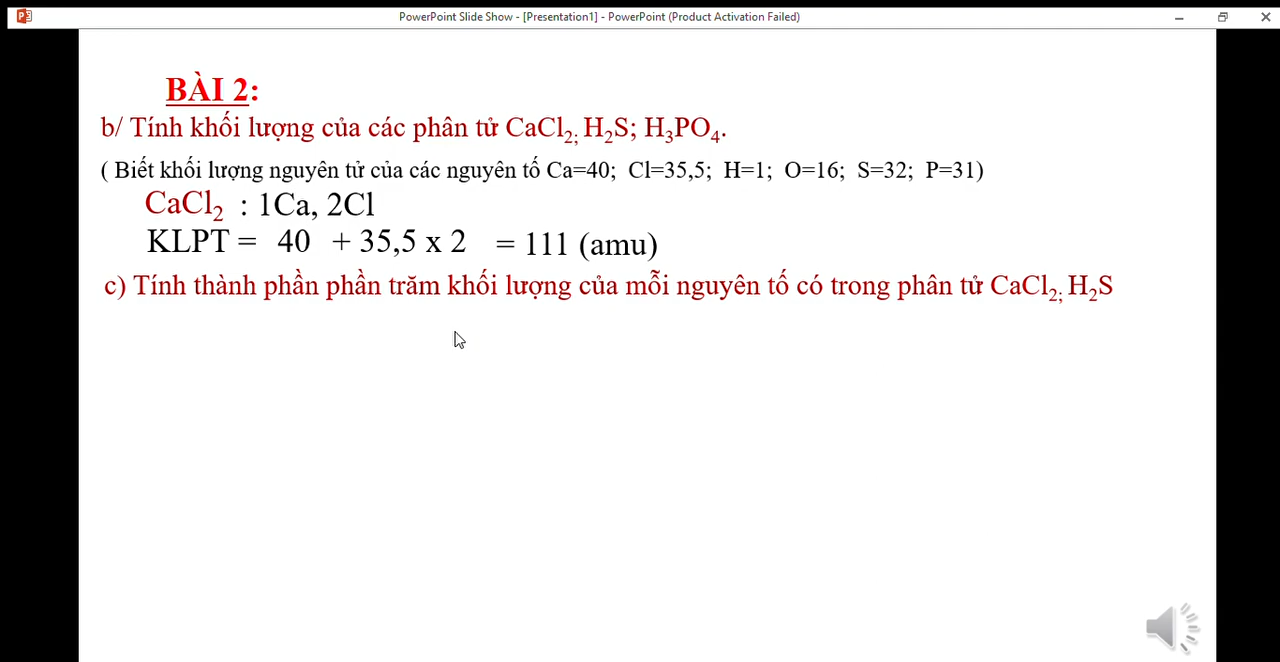 PowerPoint Slide Show - [Presentation1] - PowerPoint (Product Activation Failed)
BÀI 2:
b/ Tính khối lượng của các phân tử CaCl₂; H₂S; H₃PO₄.
( Biết khối lượng nguyên tử của các nguyên tố Ca=40; Cl=35,5; H=1; O=16; S=32; P=31)
CaCl₂ : 1Ca, 2Cl
KLPT = 40 + 35,5 x 2 = 111 (amu)
c) Tính thành phần phần trăm khối lượng của mỗi nguyên tố có trong phân tử CaCl₂; H₂S